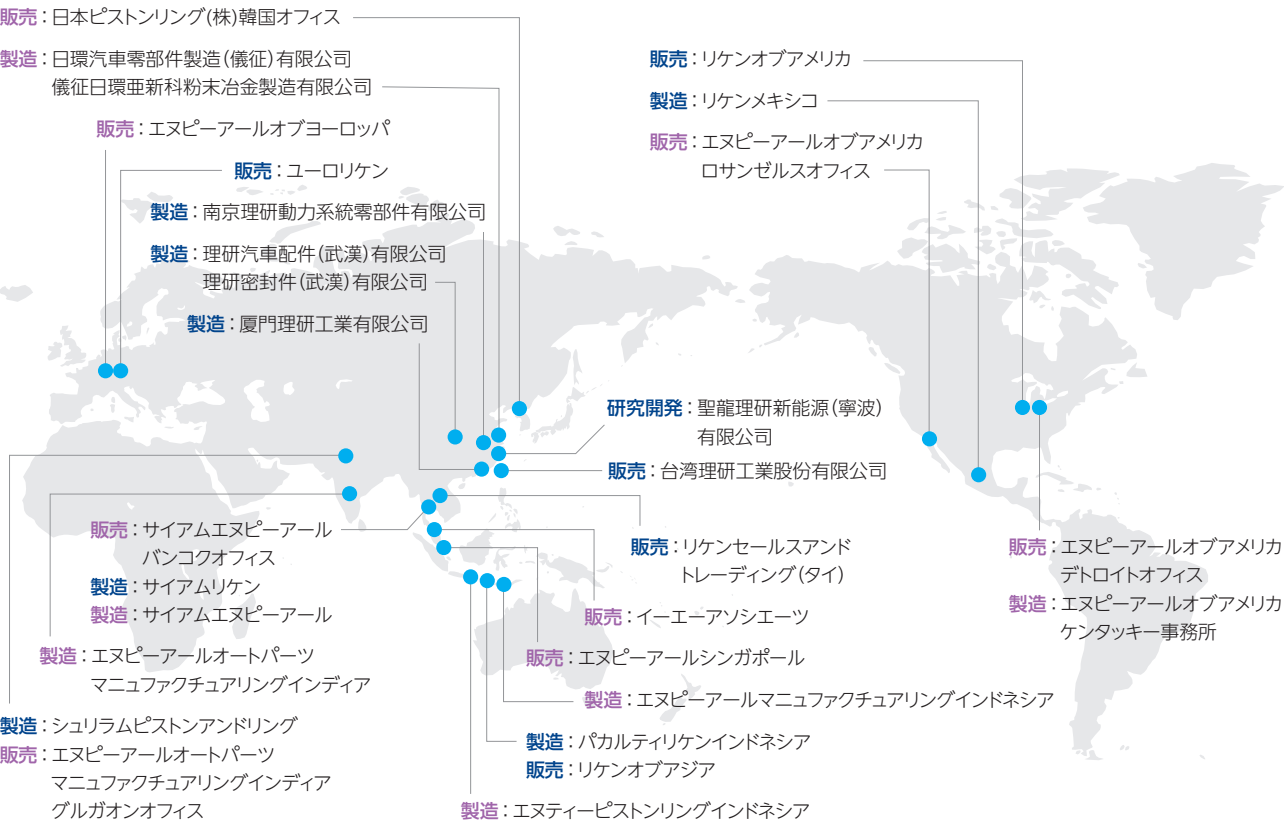 販売：日本ピストンリング(株)韓国オフィス
製造：日環汽車零部件製造(儀征)有限公司
儀征日環亜新科粉末冶金製造有限公司
販売：エヌピーアールオブヨーロッパ
販売：ユーロリケン
製造：南京理研動力系統零部件有限公司
製造：理研汽車配件(武漢)有限公司
理研密封件(武漢)有限公司
製造：厦門理研工業有限公司
販売：リケンオブアメリカ
製造：リケンメキシコ
販売：エヌピーアールオブアメリカ
ロサンゼルスオフィス
研究開発：聖龍理研新能源(寧波)
有限公司
販売：台湾理研工業股份有限公司
販売：サイアムエヌピーアール
バンコクオフィス
製造：サイアムリケン
製造：サイアムエヌピーアール
製造：エヌピーアールオートパーツ
マニュファクチュアリングインディア
製造：シュリラムピストンアンドリング
販売：エヌピーアールオートパーツ
マニュファクチュアリングインディア
グルガオンオフィス
販売：リケンセールスアンド
トレーディング(タイ)
販売：イーエーアソシエーツ
販売：エヌピーアールシンガポール
製造：エヌピーアールマニュファクチュアリングインドネシア
製造：パカルティリケンインドネシア
販売：リケンオブアジア
製造：エヌティーピストンリングインドネシア
販売：エヌピーアールオブアメリカ
デトロイトオフィス
製造：エヌピーアールオブアメリカ
ケンタッキー事務所